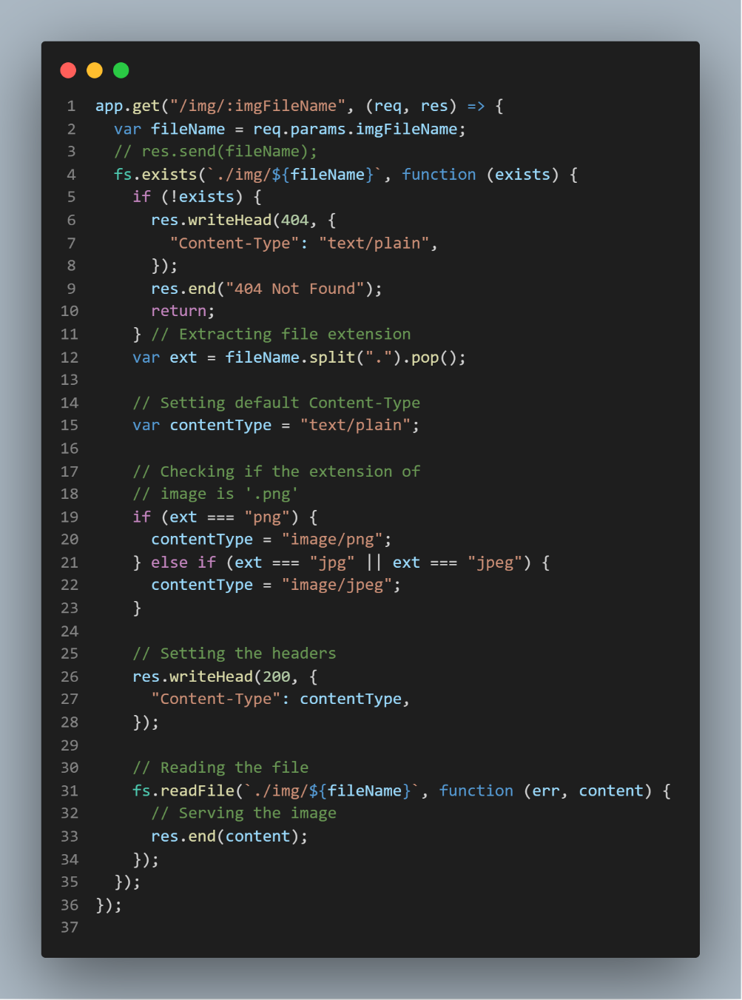 1 app.get("/img/:imgFileName", (req, res) => {
2   var fileName = req.params.imgFileName;
3   // res.send(fileName);
4   fs.exists(`./img/${fileName}`, function (exists) {
5     if (!exists) {
6       res.writeHead(404, {
7         "Content-Type": "text/plain",
8       });
9       res.end("404 Not Found");
10       return;
11     } // Extracting file extension
12     var ext = fileName.split(".").pop();
13
14     // Setting default Content-Type
15     var contentType = "text/plain";
16
17     // Checking if the extension of
18     // image is '.png'
19     if (ext === "png") {
20       contentType = "image/png";
21     } else if (ext === "jpg" || ext === "jpeg") {
22       contentType = "image/jpeg";
23     }
24
25     // Setting the headers
26     res.writeHead(200, {
27       "Content-Type": contentType,
28     });
29
30     // Reading the file
31     fs.readFile(`./img/${fileName}`, function (err, content) {
32       // Serving the image
33       res.end(content);
34     });
35   });
36 });
37